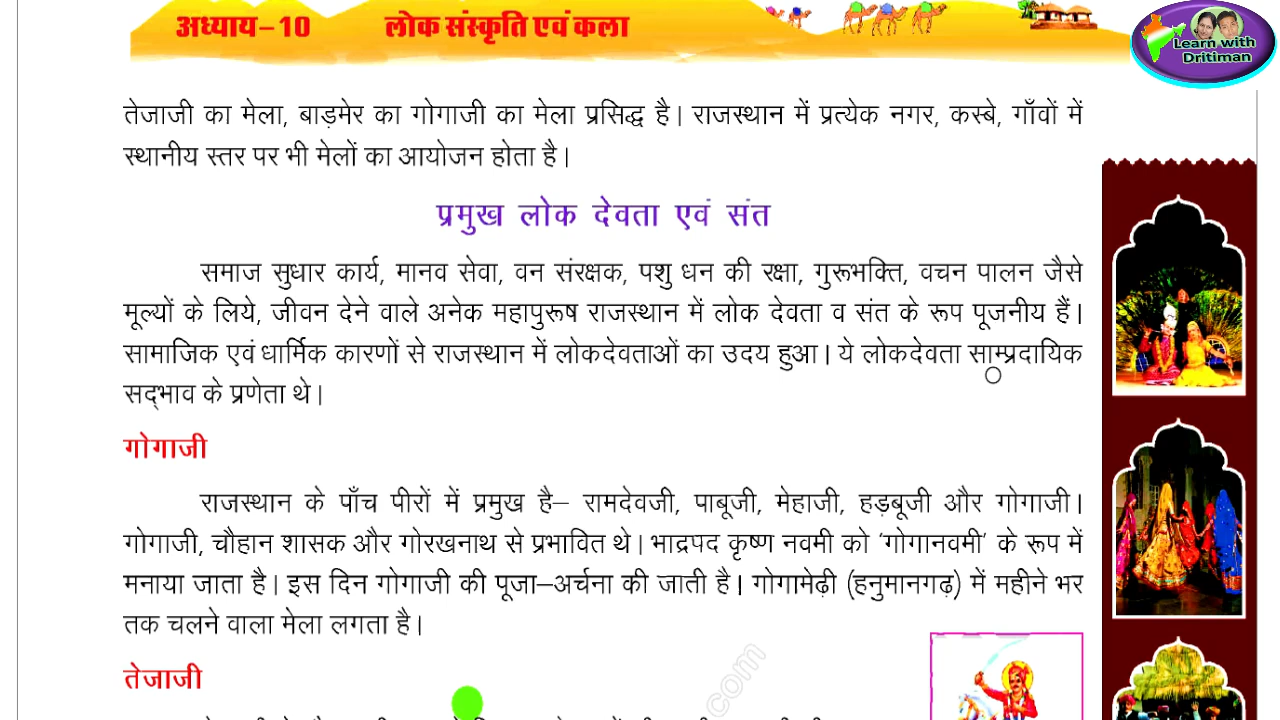 अध्याय–10 लोक संस्कृति एवं कला
Learn with
Dritiman
तेजाजी का मेला, बाड़मेर का गोगाजी का मेला प्रसिद्ध है। राजस्थान में प्रत्येक नगर, कस्बे, गाँवों में
स्थानीय स्तर पर भी मेलों का आयोजन होता है।
प्रमुख लोक देवता एवं संत
समाज सुधार कार्य, मानव सेवा, वन संरक्षक, पशु धन की रक्षा, गुरूभक्ति, वचन पालन जैसे
मूल्यों के लिये, जीवन देने वाले अनेक महापुरूष राजस्थान में लोक देवता व संत के रूप पूजनीय हैं।
सामाजिक एवं धार्मिक कारणों से राजस्थान में लोकदेवताओं का उदय हुआ। ये लोकदेवता साम्प्रदायिक
सद्भाव के प्रणेता थे।
गोगाजी
राजस्थान के पाँच पीरों में प्रमुख है– रामदेवजी, पाबूजी, मेहाजी, हड़बूजी और गोगाजी।
गोगाजी, चौहान शासक और गोरखनाथ से प्रभावित थे। भाद्रपद कृष्ण नवमी को ‘गोगानवमी’ के रूप में
मनाया जाता है। इस दिन गोगाजी की पूजा–अर्चना की जाती है। गोगामेढ़ी (हनुमानगढ़) में महीने भर
तक चलने वाला मेला लगता है।
तेजाजी
.com